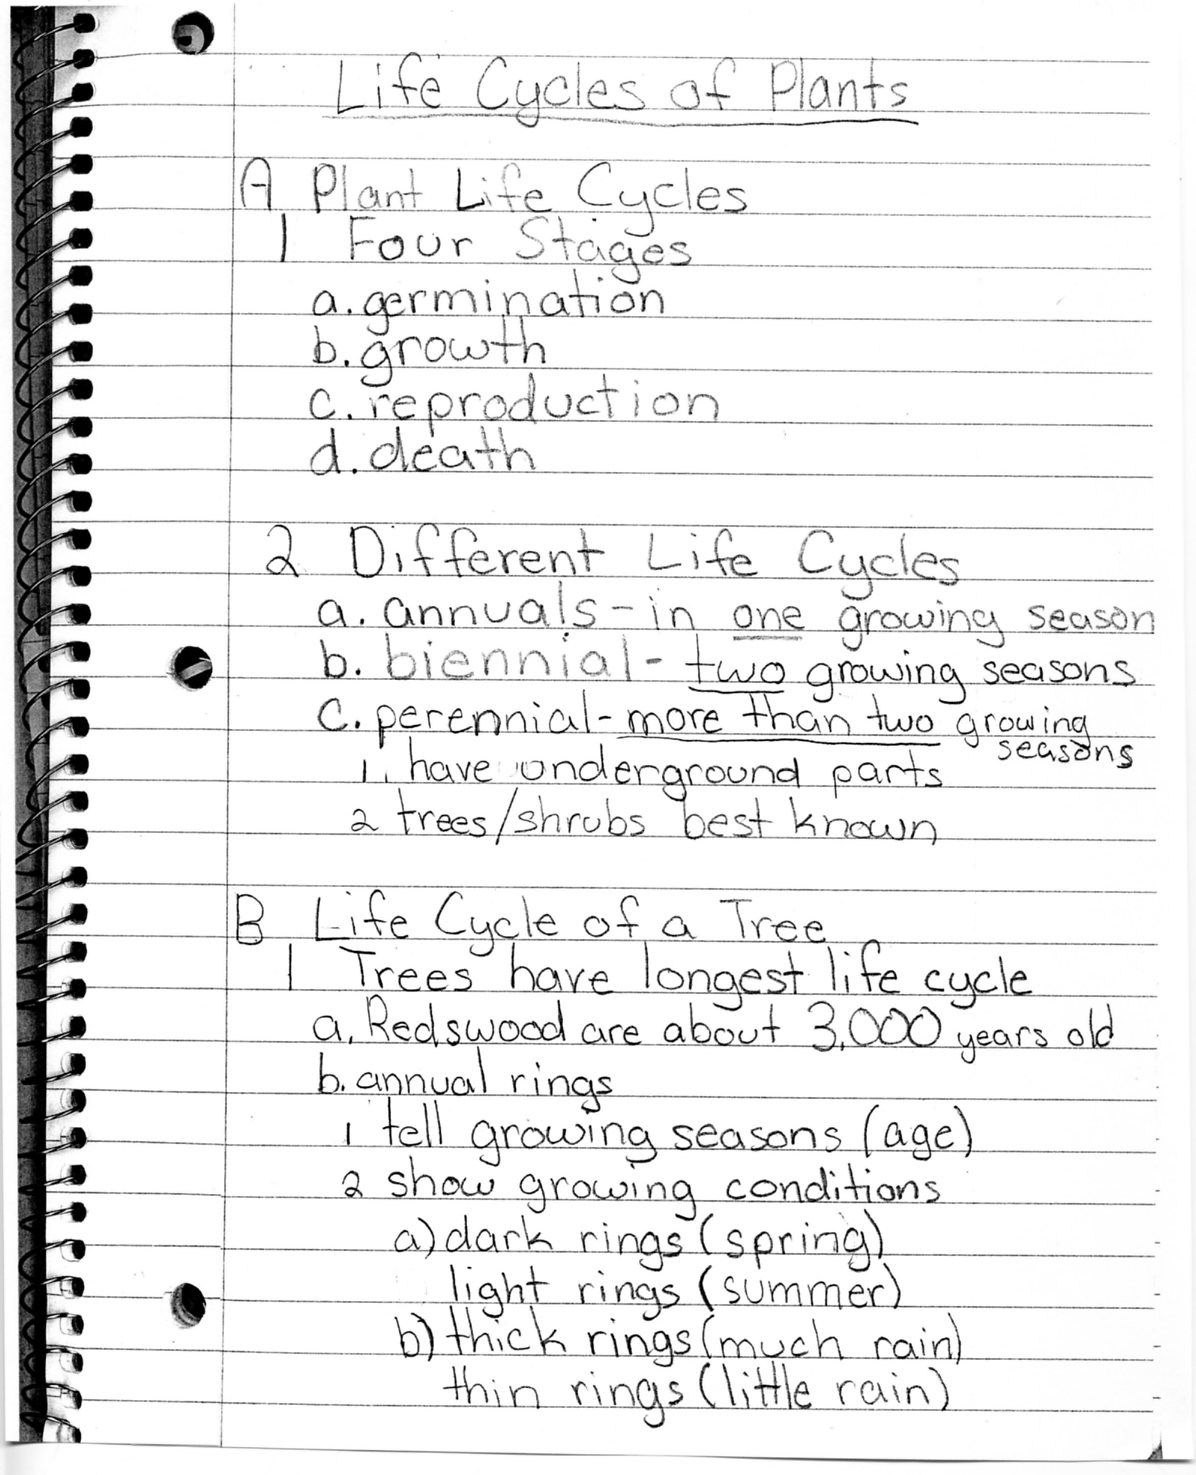 Life Cycles of Plants
A Plant Life Cycles
1 Four Stages
a. germination
b. growth
c. reproduction
d. death
2 Different Life Cycles
a. annuals - in one growing season
b. biennial - two growing seasons
c. perennial - more than two growing
seasons
1. have underground parts
2 trees/shrubs best known
B Life Cycle of a Tree
1 Trees have longest life cycle
a. Redswood are about 3,000 years old
b. annual rings
1 tell growing seasons (age)
2 show growing conditions
a) dark rings (spring)
light rings (summer)
b) thick rings (much rain)
thin rings (little rain)